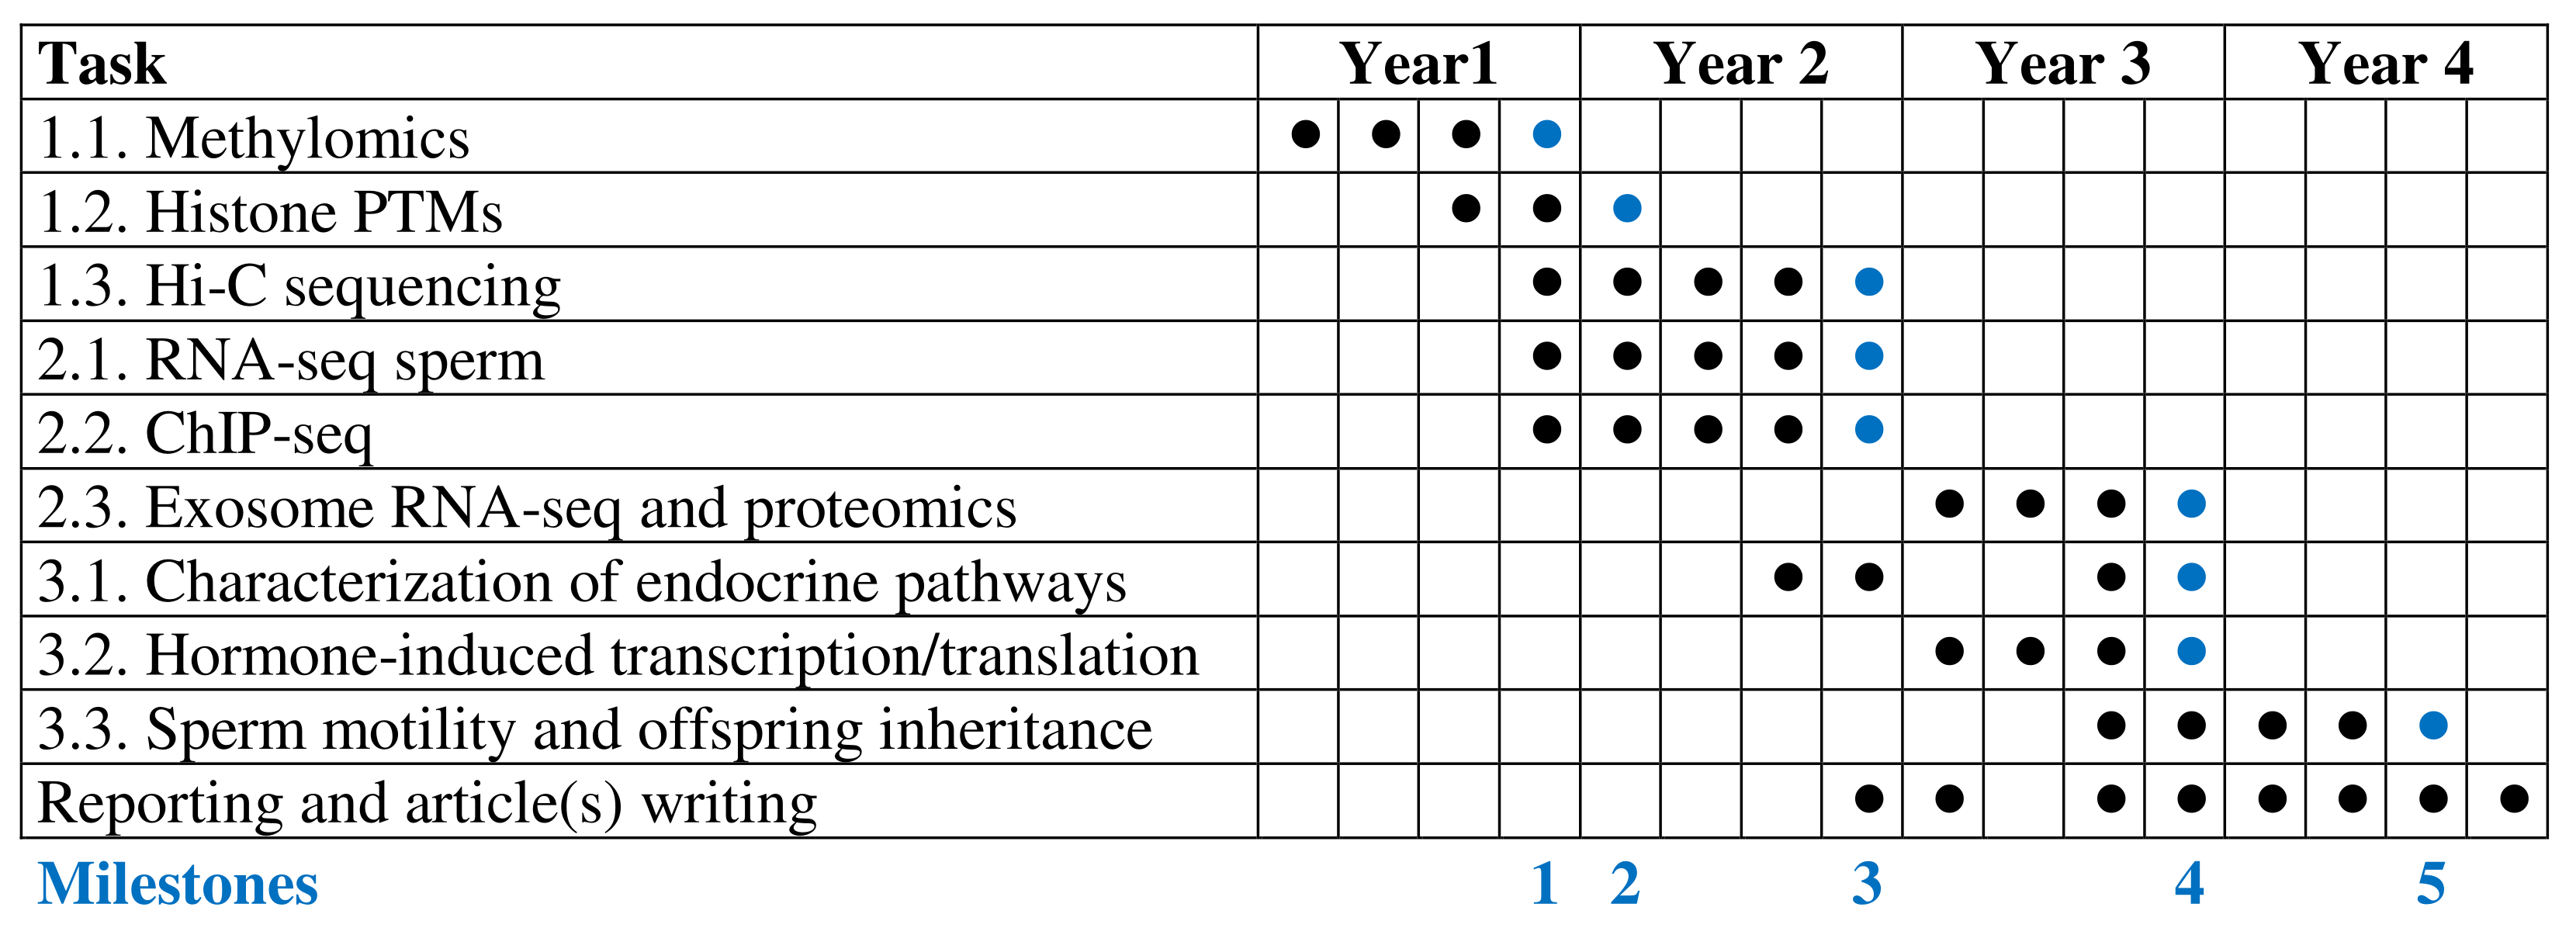 Task Year1 Year 2 Year 3 Year 4
1.1. Methylomics
1.2. Histone PTMs
1.3. Hi-C sequencing
2.1. RNA-seq sperm
2.2. ChIP-seq
2.3. Exosome RNA-seq and proteomics
3.1. Characterization of endocrine pathways
3.2. Hormone-induced transcription/translation
3.3. Sperm motility and offspring inheritance
Reporting and article(s) writing
Milestones 1 2 3 4 5